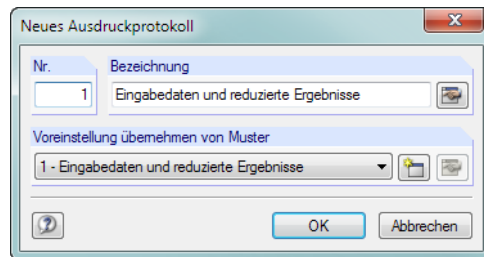 Neues Ausdruckprotokoll
Nr. Bezeichnung
1 Eingabedaten und reduzierte Ergebnisse
Voreinstellung übernehmen von Muster
1 - Eingabedaten und reduzierte Ergebnisse
OK Abbrechen